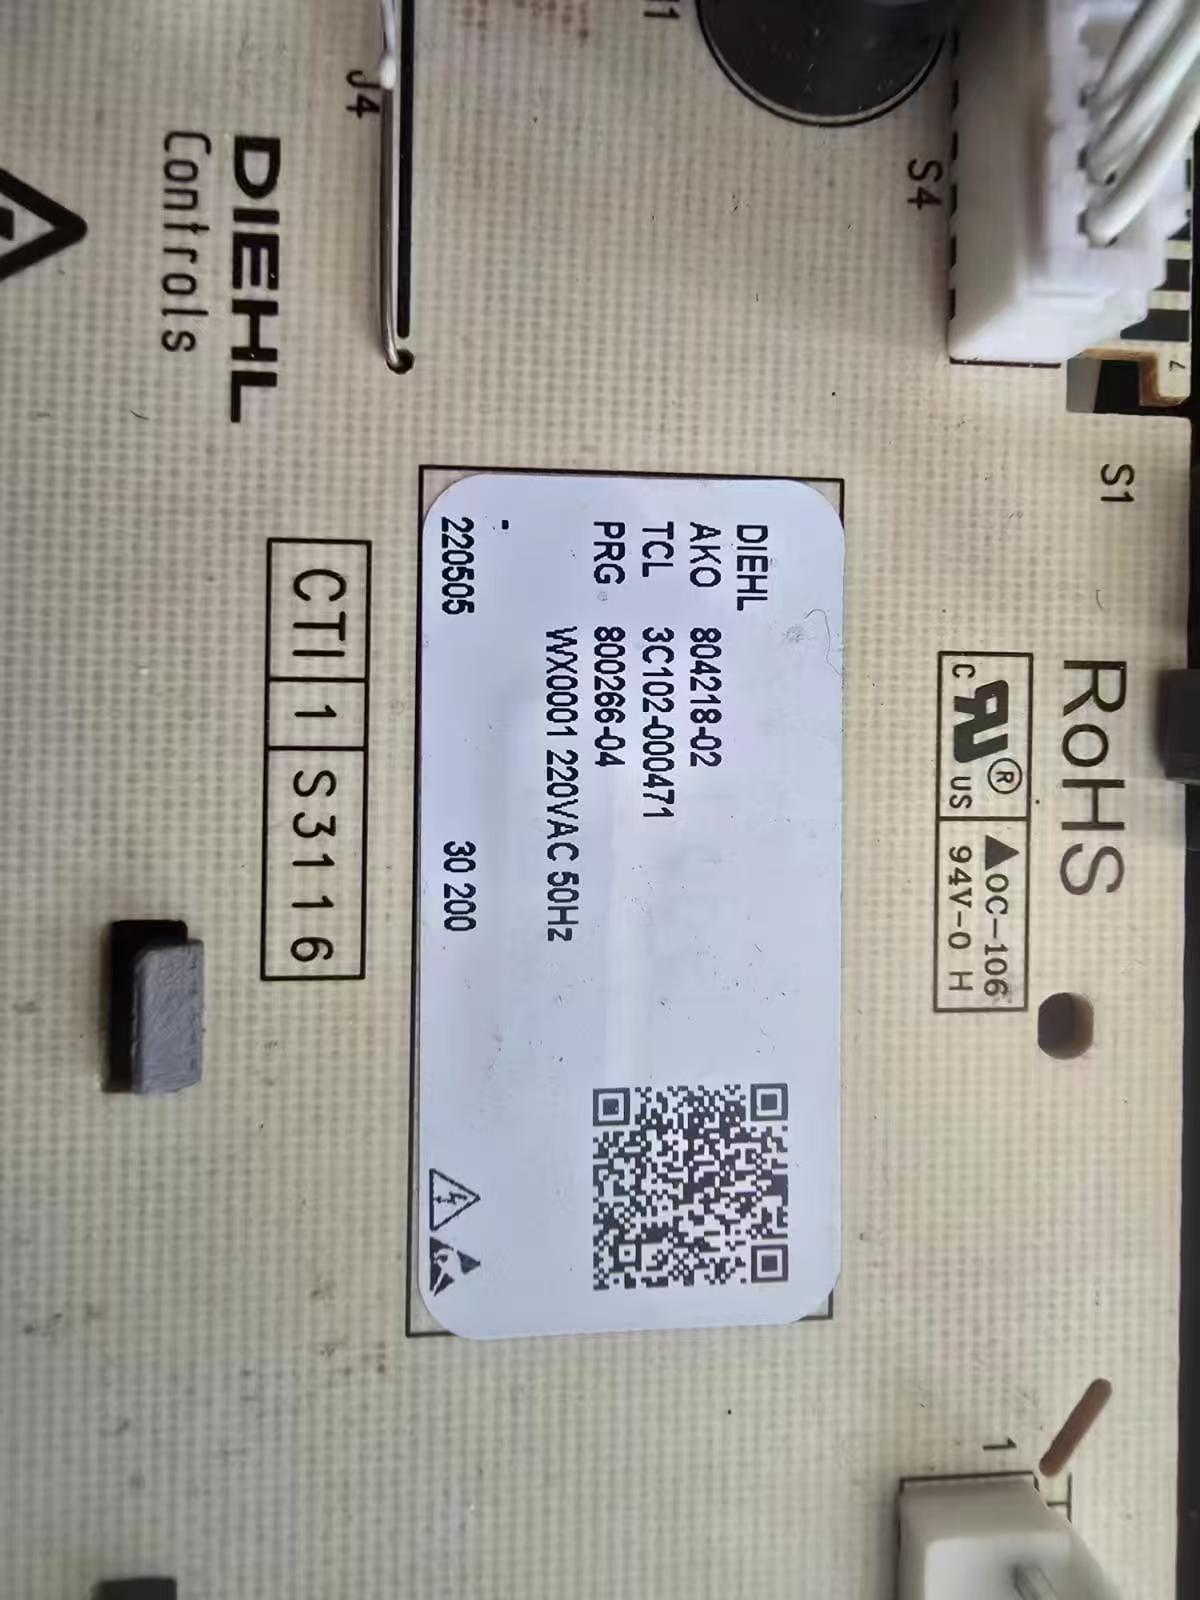 J4
S4
S1
DIEHL
Controls
RoHS
C US ®
OC-106
94V-0 H
DIEHL
AKO 804218-02
TCL 3C102-000471
PRG 800266-04
WX0001 220VAC 50Hz
220505 30 200
CTI 1 S3116
1